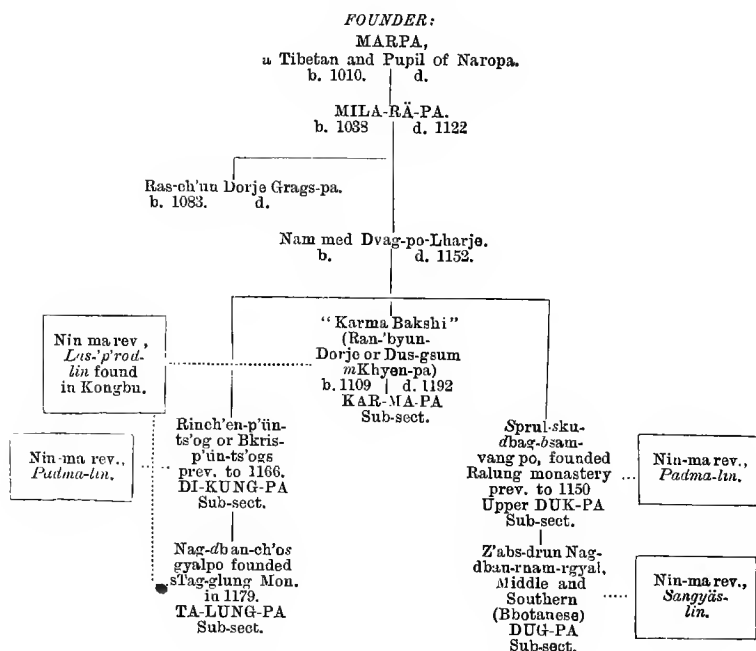 FOUNDER:
MARPA,
a Tibetan and Pupil of Naropa.
b. 1010. d.
MILA-RÄ-PA.
b. 1038 d. 1122
Ras-ch'un Dorje Grags-pa.
b. 1083. d.
Nam med Dvag-po-Lharje.
b. d. 1152.
"Karma Bakshi"
(Ran-'byun-
Dorje or Dus-gsum
mKhyen-pa)
b. 1109 d. 1192
KAR-MA-PA
Sub-sect.
Nin ma rev,
Las-'p'rod-
lin found
in Kongbu.
Rinch'en-p'ün-
ts'og or Bkris-
p'ün-ts'ogs
prev. to 1166.
DI-KUNG-PA
Sub-sect.
Nin-ma rev.,
Padma-lin.
Sprul-sku-
dbag-bsam-
vang po, founded
Ralung monastery
prev. to 1150
Upper DUK-PA
Sub-sect.
Nin-ma rev.,
Padma-lin.
Nag-dban-ch'os
gyalpo founded
sTag-glung Mon.
in 1179.
TA-LUNG-PA
Sub-sect.
Z'abs-drun Nag-
dban-rnam-rgyal,
Middle and
Southern
(Bhotanese)
DUG-PA
Sub-sect.
Nin-ma rev.,
Sangyäs-
lin.